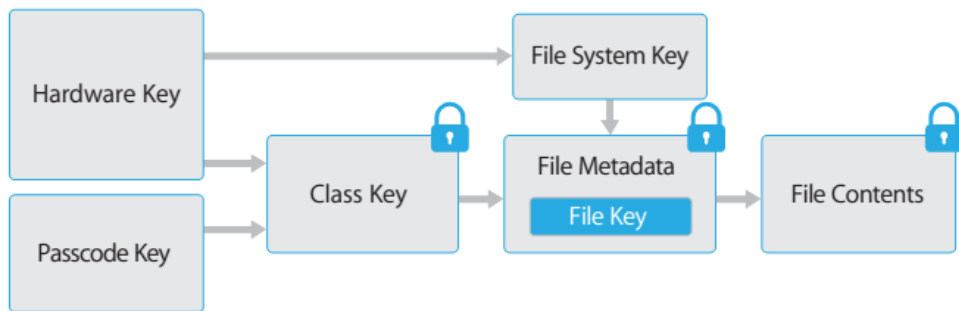 Hardware Key
File System Key
Class Key
File Metadata
File Key
File Contents
Passcode Key